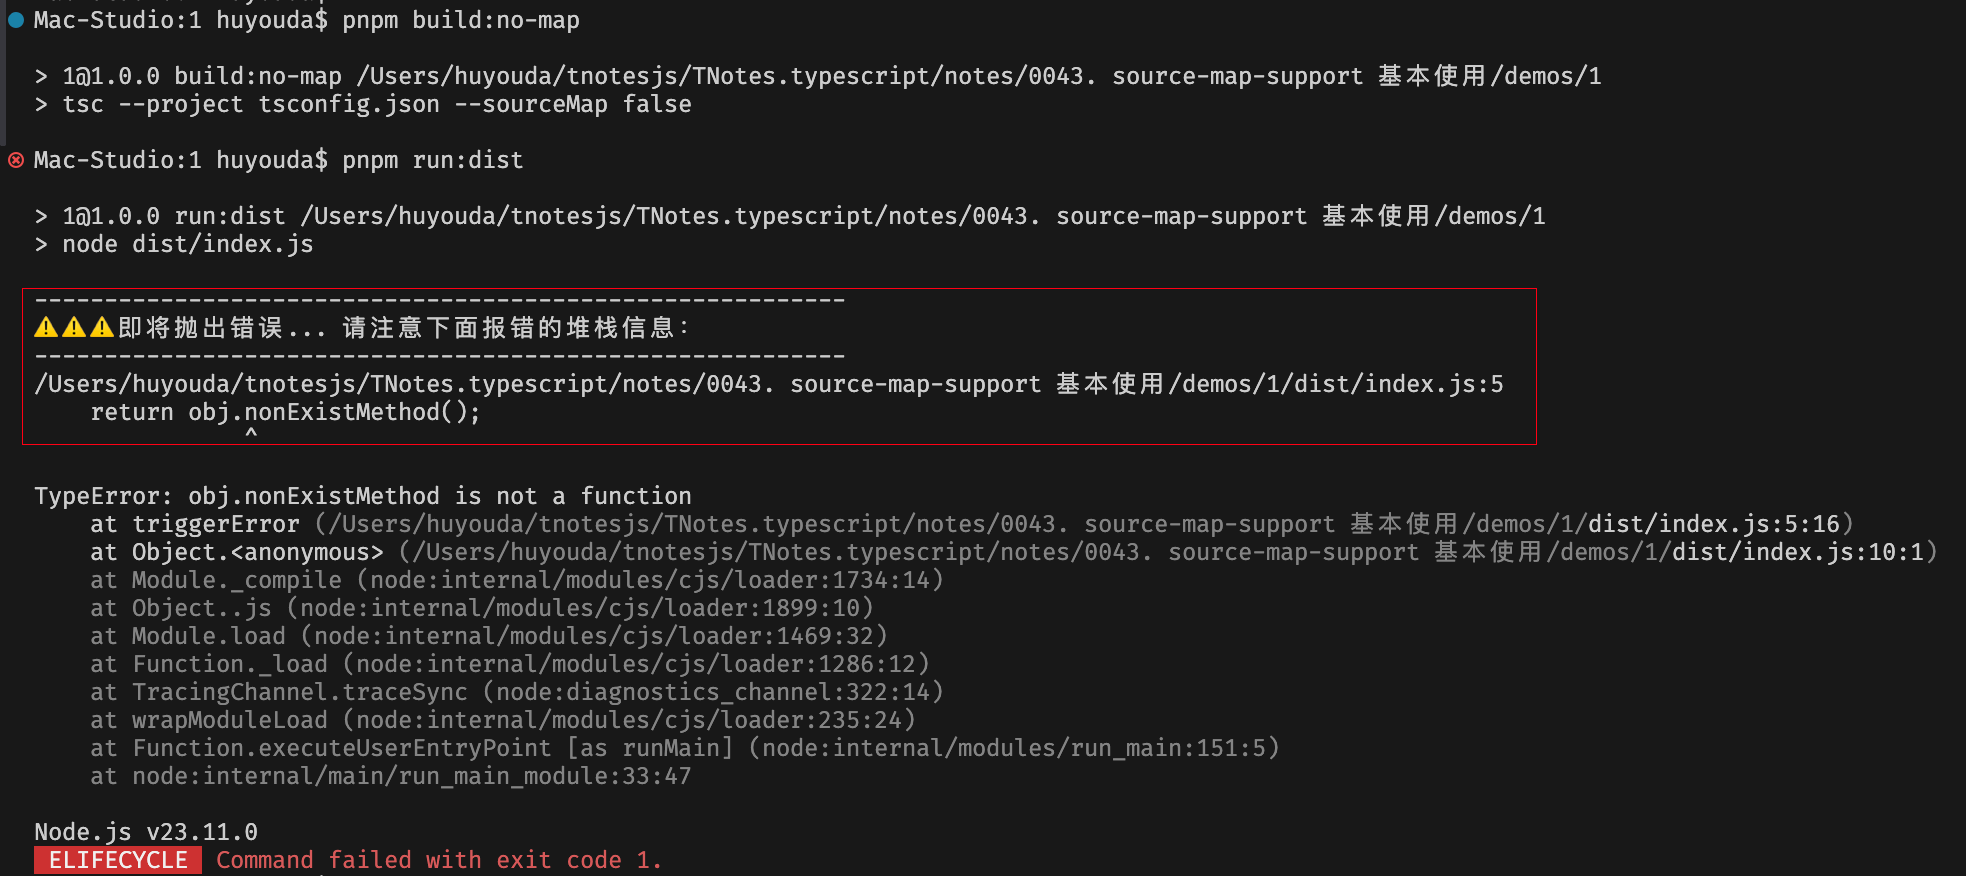 Mac-Studio:1 huyouda$ pnpm build:no-map
> 1@1.0.0 build:no-map /Users/huyouda/tnotesjs/TNotes.typescript/notes/0043. source-map-support 基本使用/demos/1
> tsc --project tsconfig.json --sourceMap false
Mac-Studio:1 huyouda$ pnpm run:dist
> 1@1.0.0 run:dist /Users/huyouda/tnotesjs/TNotes.typescript/notes/0043. source-map-support 基本使用/demos/1
> node dist/index.js
----------------------------------------------------------
⚠️⚠️⚠️即将抛出错误... 请注意下面报错的堆栈信息:
----------------------------------------------------------
/Users/huyouda/tnotesjs/TNotes.typescript/notes/0043. source-map-support 基本使用/demos/1/dist/index.js:5
    return obj.nonExistMethod();
               ^
TypeError: obj.nonExistMethod is not a function
    at triggerError (/Users/huyouda/tnotesjs/TNotes.typescript/notes/0043. source-map-support 基本使用/demos/1/dist/index.js:5:16)
    at Object.<anonymous> (/Users/huyouda/tnotesjs/TNotes.typescript/notes/0043. source-map-support 基本使用/demos/1/dist/index.js:10:1)
    at Module._compile (node:internal/modules/cjs/loader:1734:14)
    at Object..js (node:internal/modules/cjs/loader:1899:10)
    at Module.load (node:internal/modules/cjs/loader:1469:32)
    at Function._load (node:internal/modules/cjs/loader:1286:12)
    at TracingChannel.traceSync (node:diagnostics_channel:322:14)
    at wrapModuleLoad (node:internal/modules/cjs/loader:235:24)
    at Function.executeUserEntryPoint [as runMain] (node:internal/modules/run_main:151:5)
    at node:internal/main/run_main_module:33:47
Node.js v23.11.0
ELIFECYCLE Command failed with exit code 1.